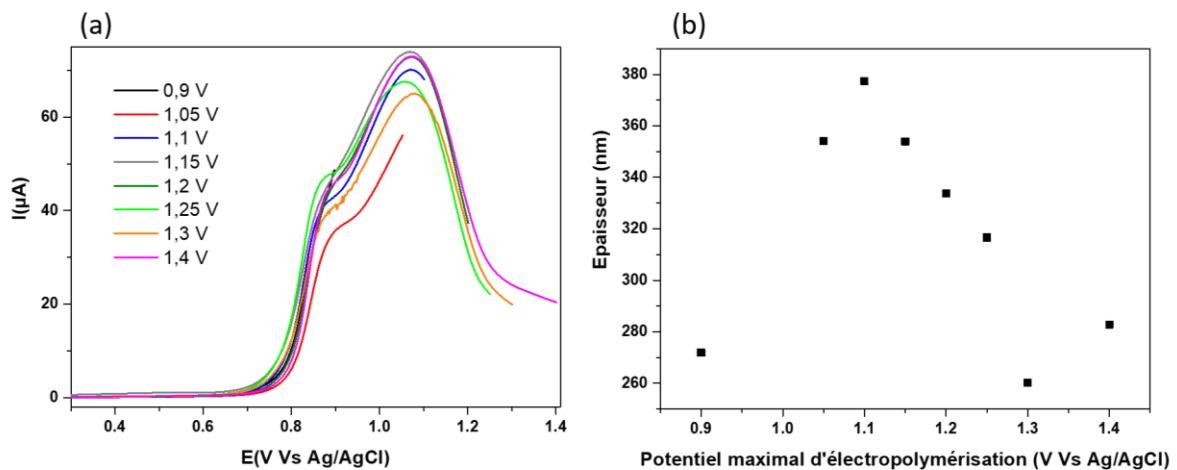 (a)
60
40
20
0
I(µA)
0,9 V
1,05 V
1,1 V
1,15 V
1,2 V
1,25 V
1,3 V
1,4 V
0.4 0.6 0.8 1.0 1.2 1.4
E(V Vs Ag/AgCl)
(b)
380
360
340
320
300
280
260
Epaisseur (nm)
0.9 1.0 1.1 1.2 1.3 1.4
Potentiel maximal d'électropolymérisation (V Vs Ag/AgCl)